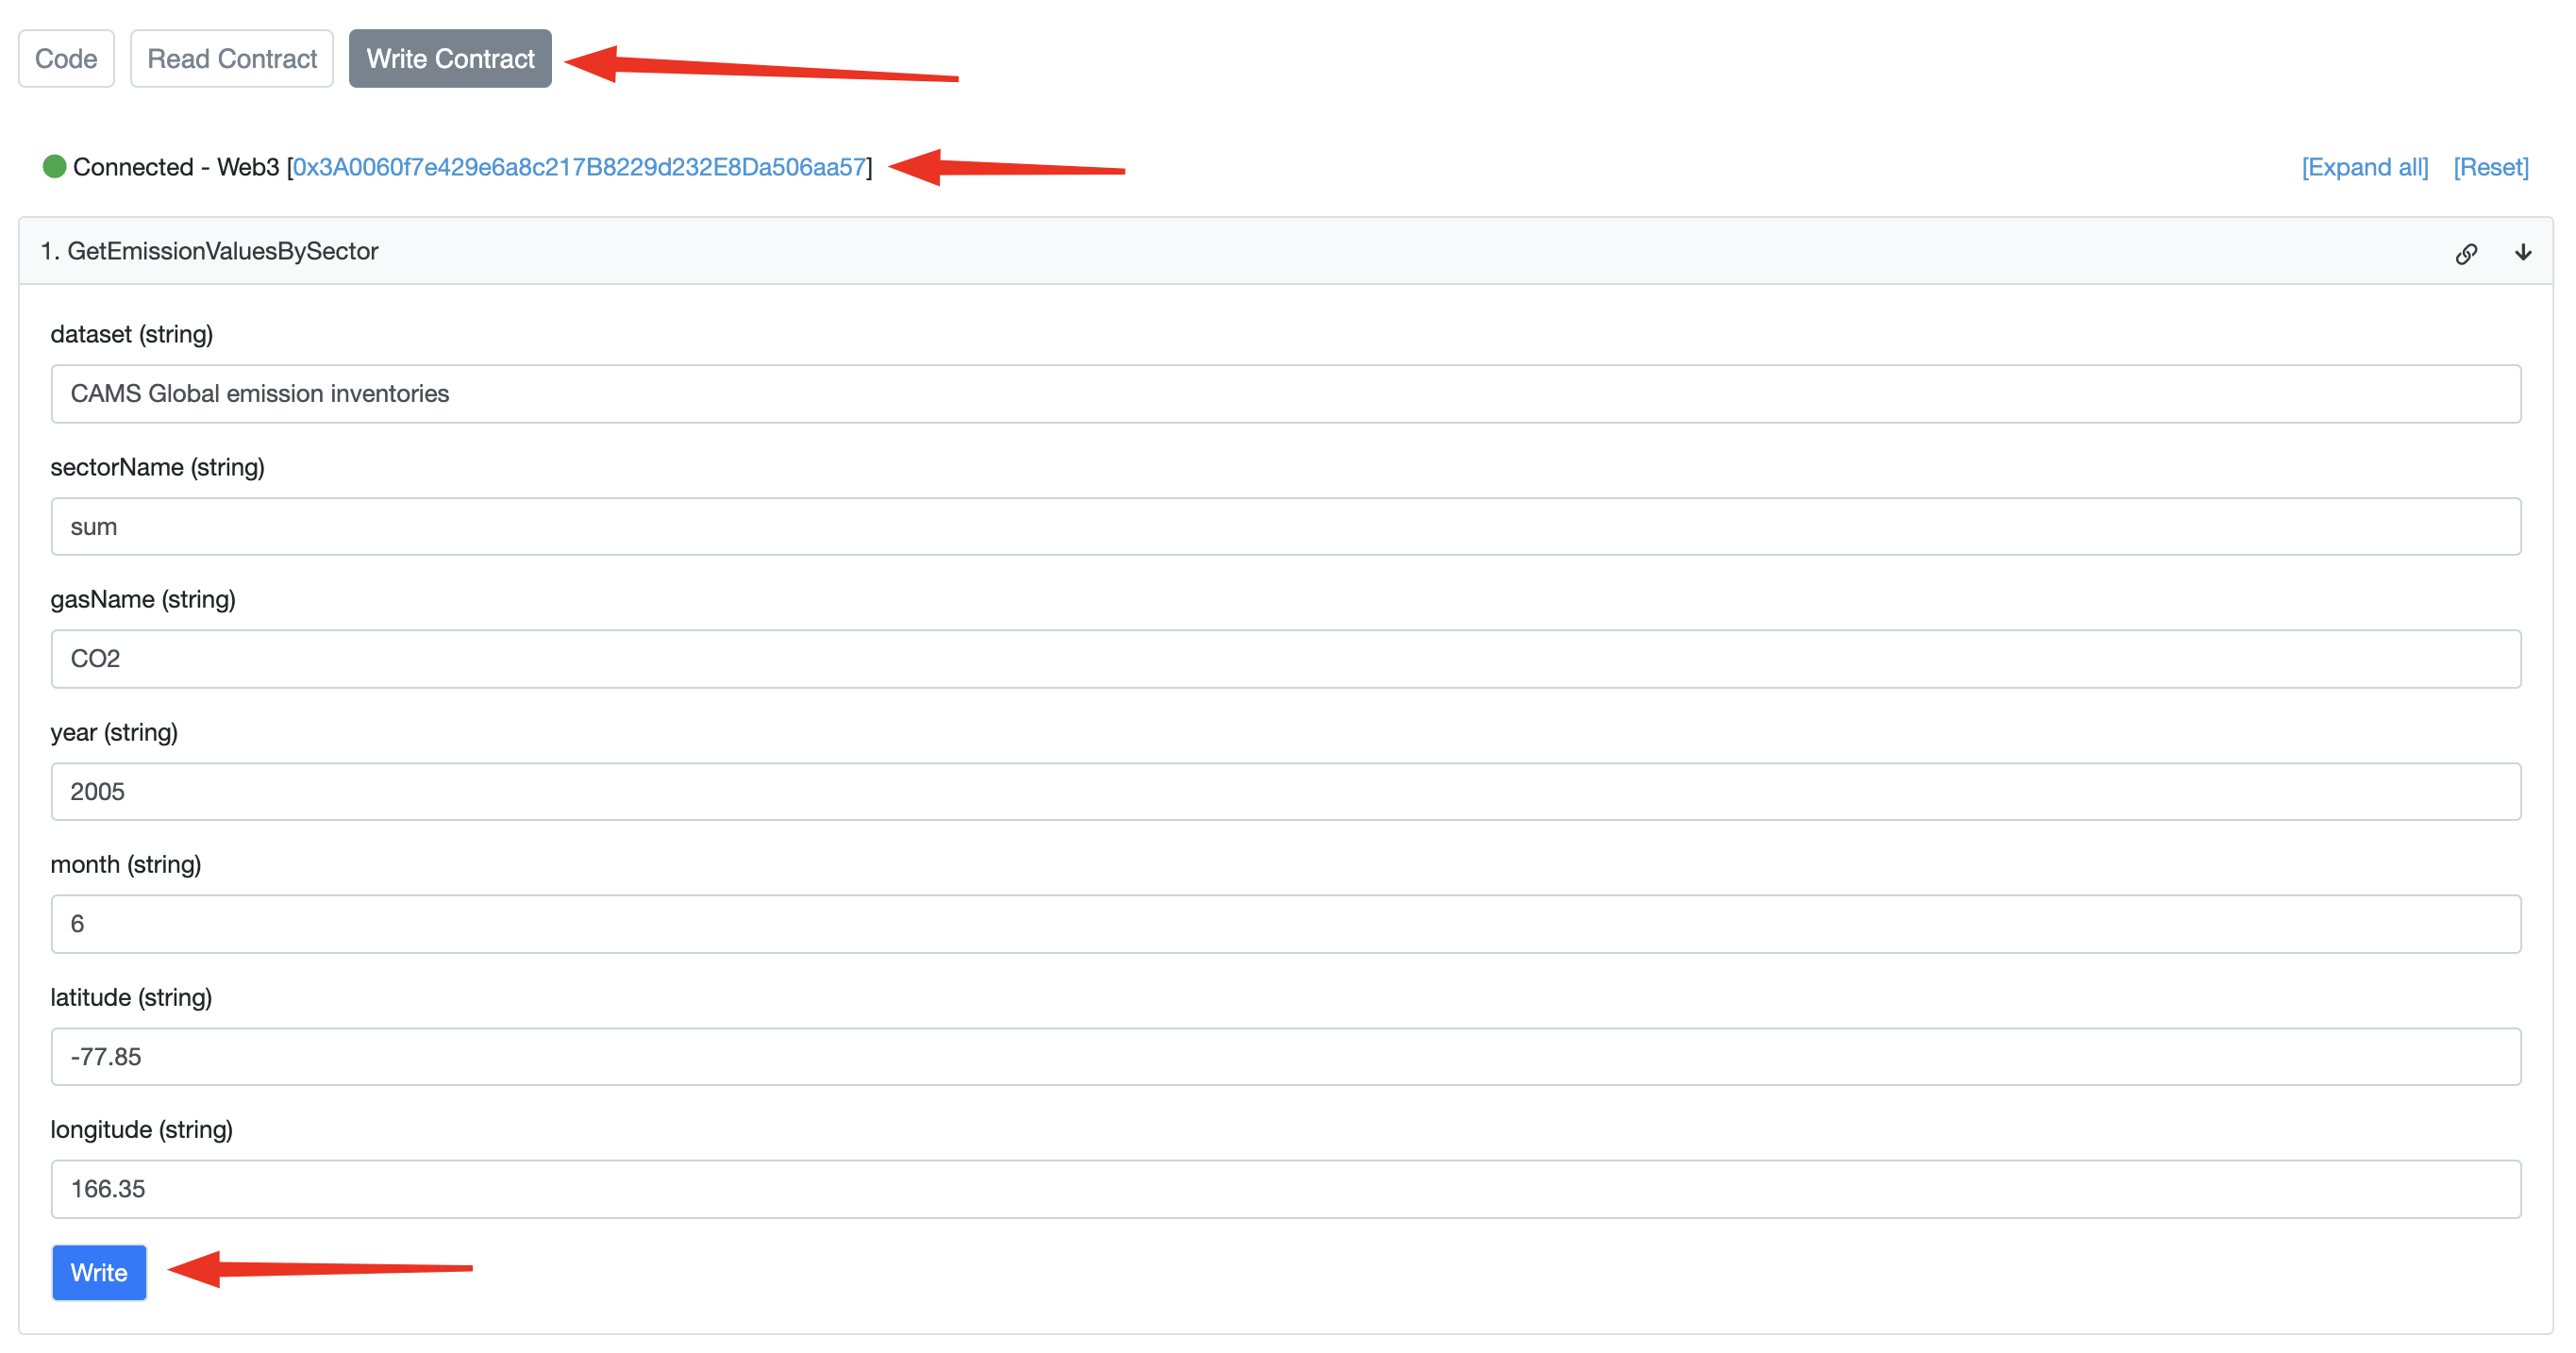 Code Read Contract Write Contract
Connected - Web3 [0x3A0060f7e429e6a8c217B8229d232E8Da506aa57] [Expand all] [Reset]
1. GetEmissionValuesBySector
dataset (string)
CAMS Global emission inventories
sectorName (string)
sum
gasName (string)
CO2
year (string)
2005
month (string)
6
latitude (string)
-77.85
longitude (string)
166.35
Write